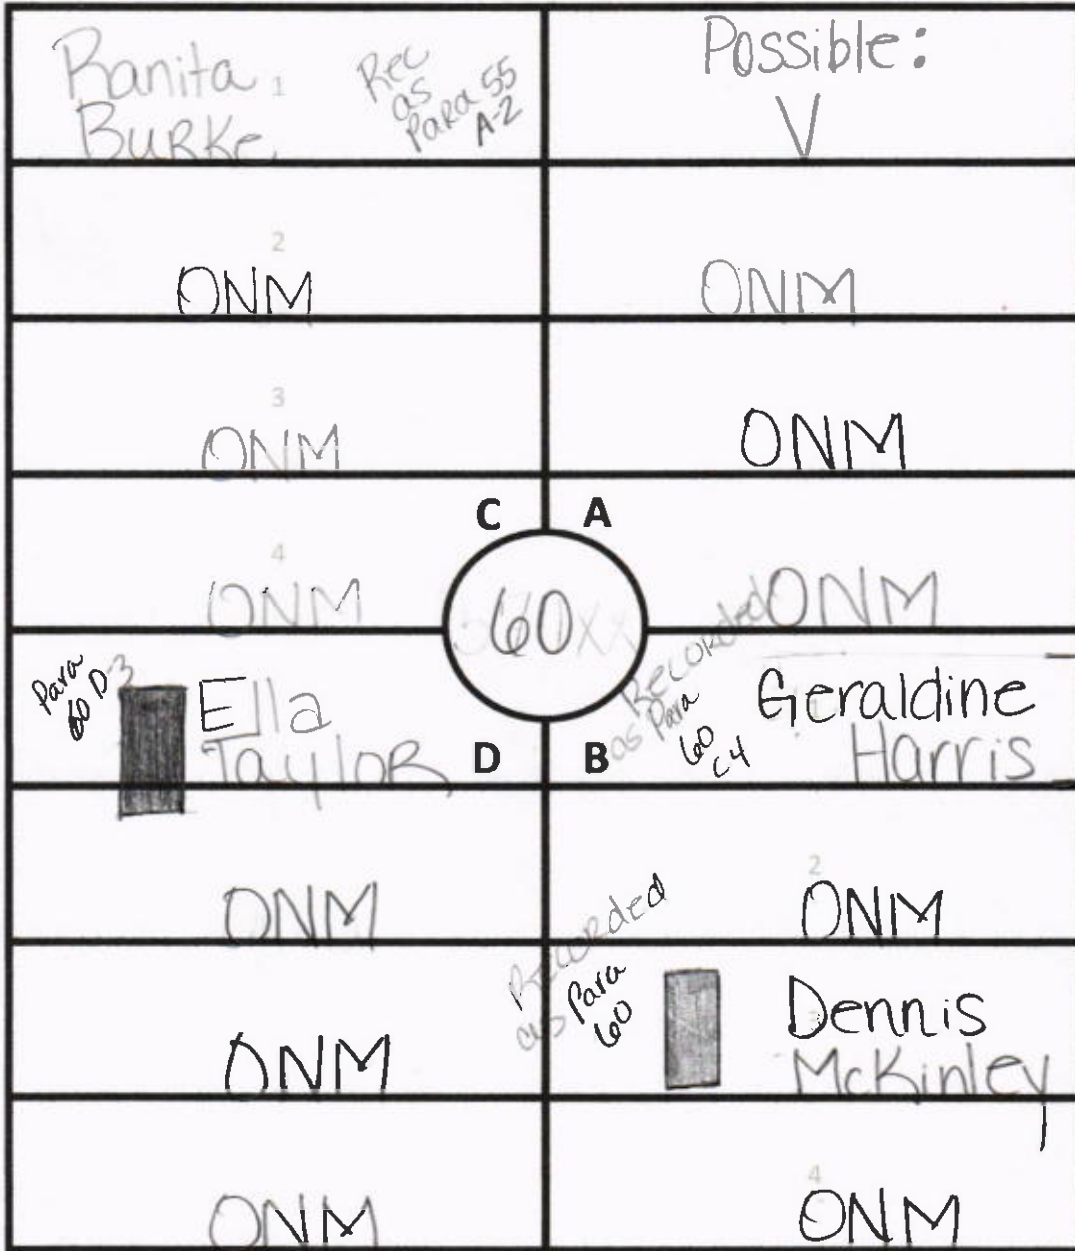 Ranita 1
Burke
Rec
as
Para 55
A-2
Possible:
V
2
ONM
ONM
3
ONM
ONM
4
ONM
ONM
C A
60
D B
Para
60 D-3
Ella
Taylor
Recorded
as Para
60
C4
Geraldine
Harris
ONM
2
ONM
ONM
Recorded
as Para
60
Dennis
McKinley
ONM
4
ONM